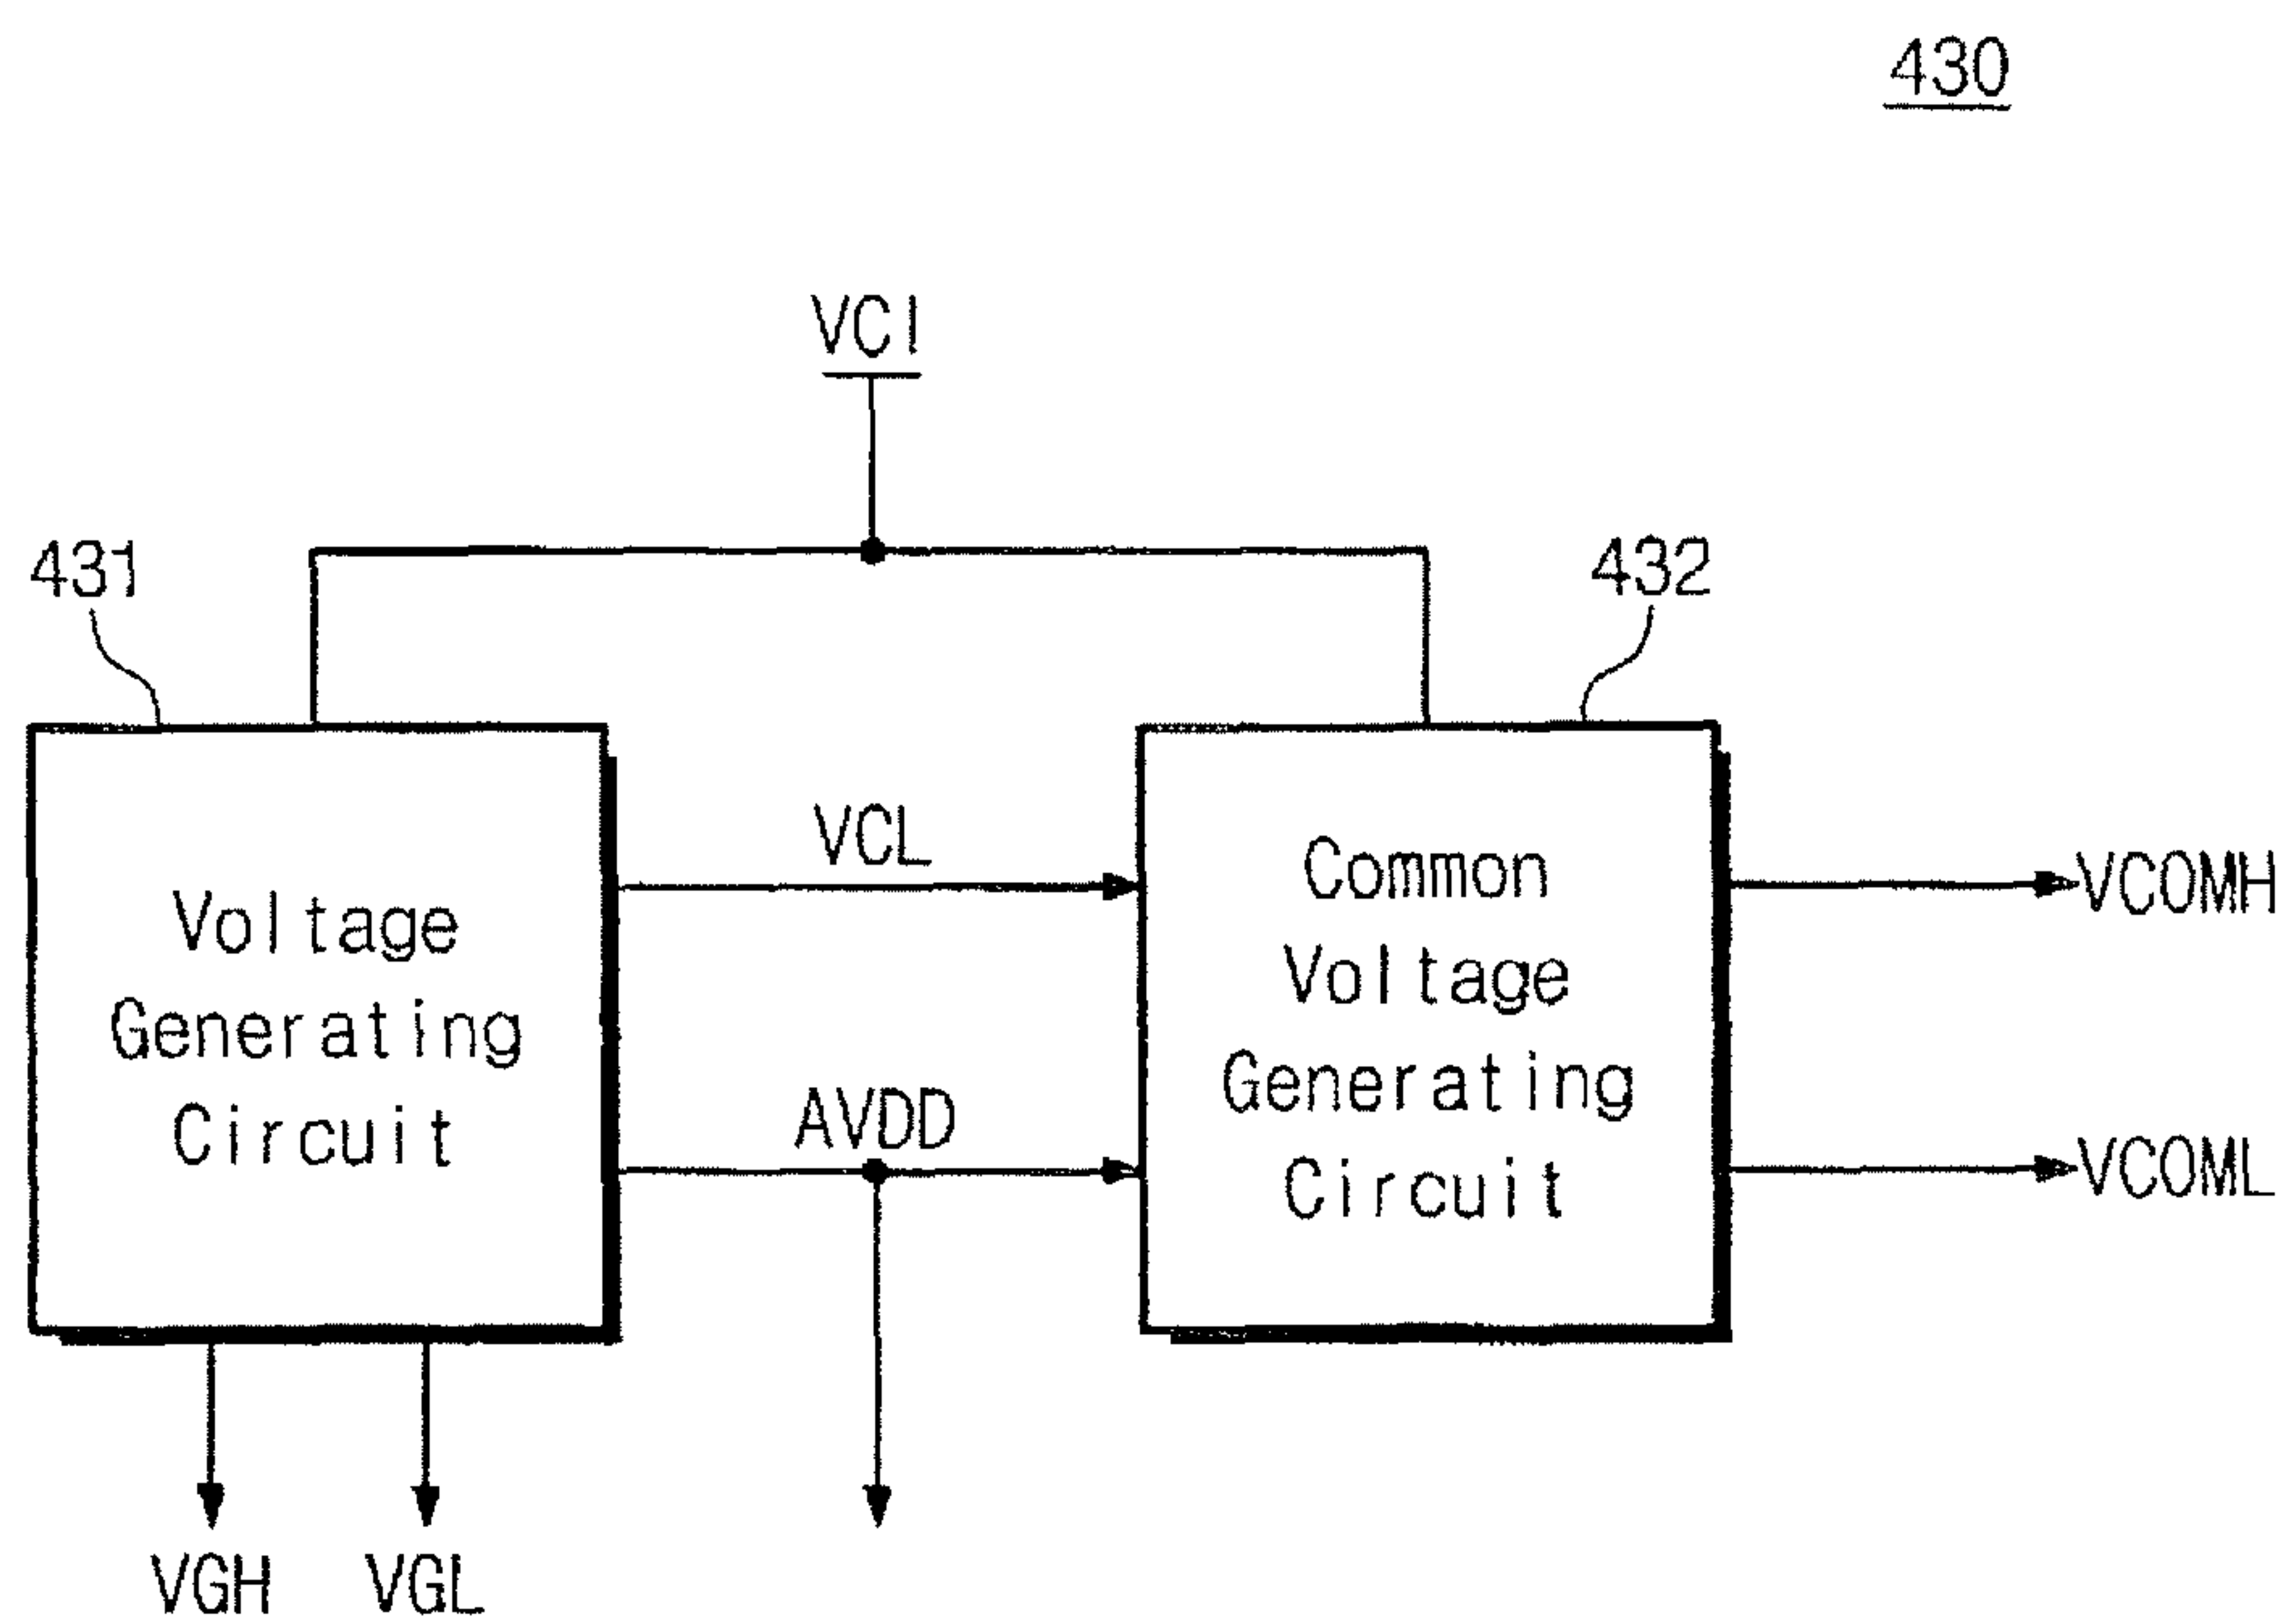 430
VCI
431
432
VCL
Voltage
Generating
Circuit
AVDD
Common
Voltage
Generating
Circuit
VCOMH
VCOML
VGH
VGL